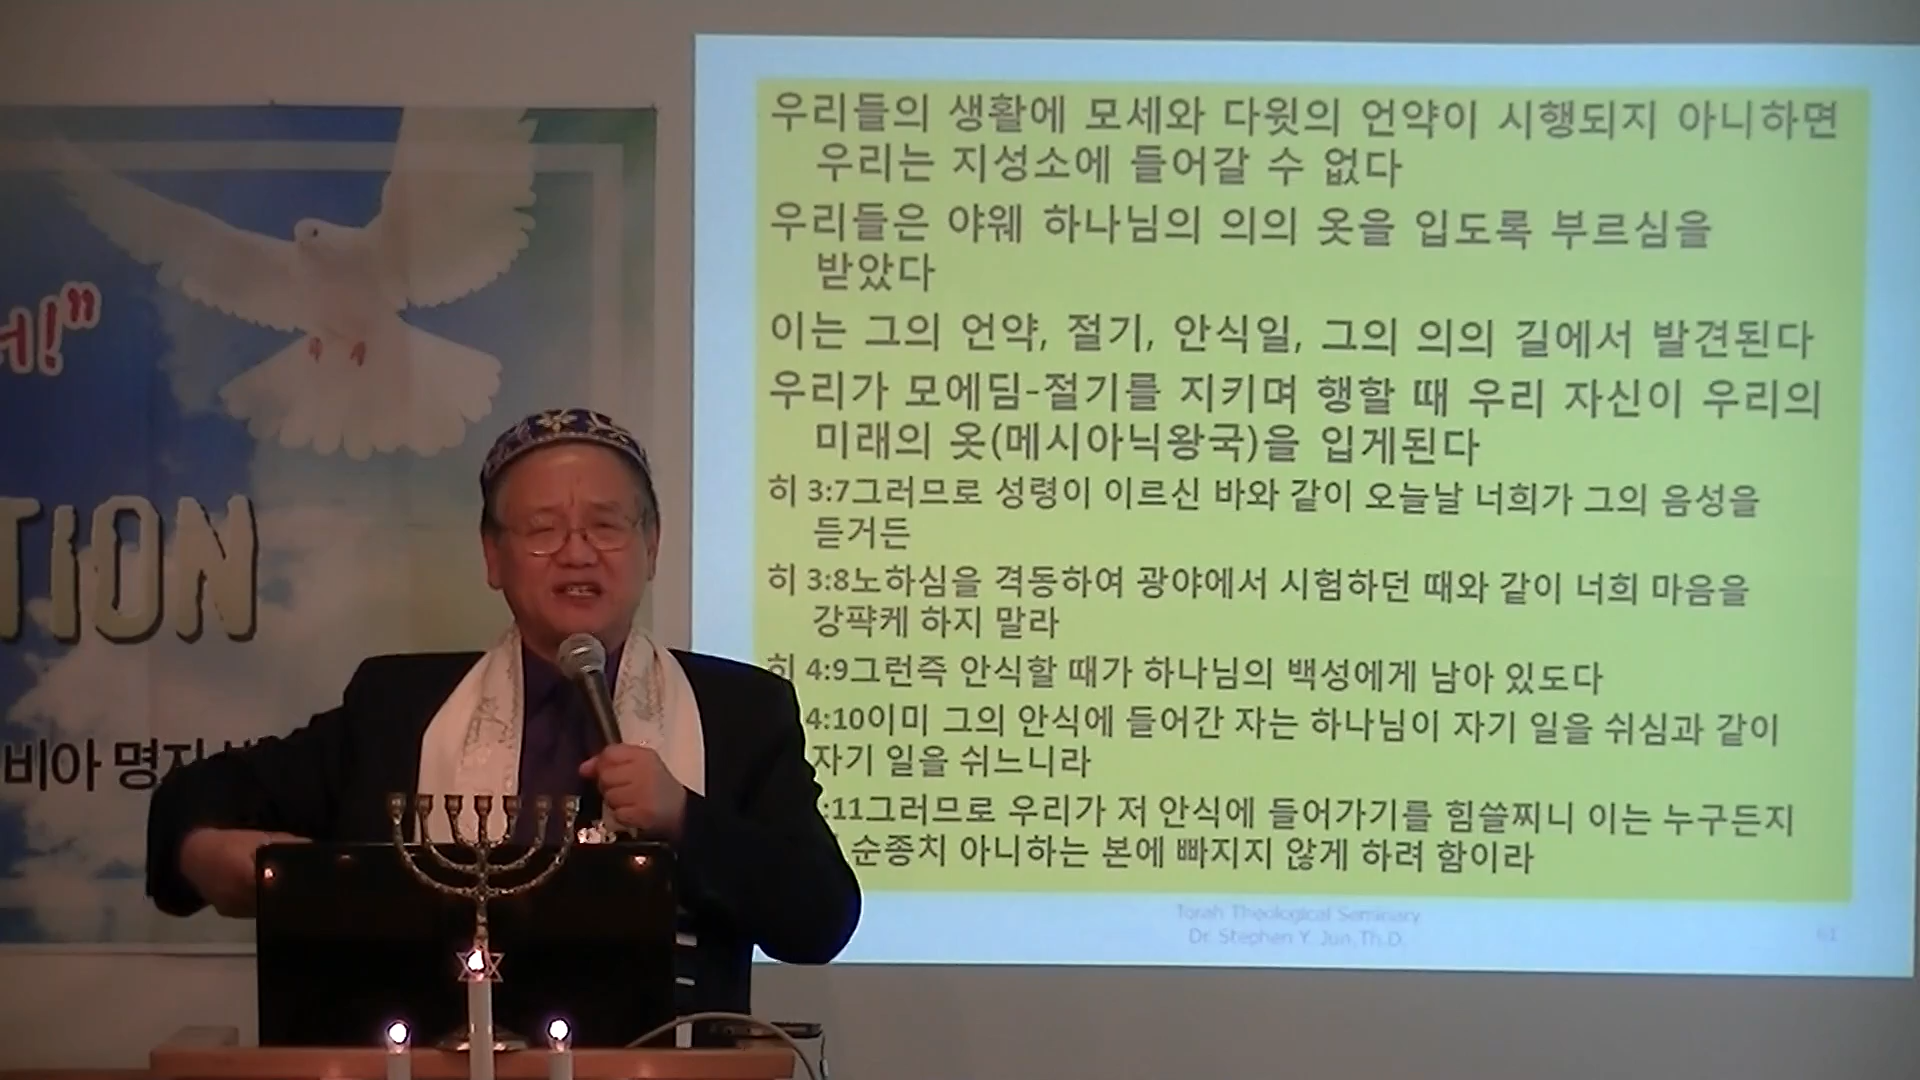 우리들의 생활에 모세와 다윗의 언약이 시행되지 아니하면
우리는 지성소에 들어갈 수 없다
우리들은 야웨 하나님의 의의 옷을 입도록 부르심을
받았다
이는 그의 언약, 절기, 안식일, 그의 의의 길에서 발견된다
우리가 모에딤-절기를 지키며 행할 때 우리 자신이 우리의
미래의 옷(메시아닉왕국)을 입게된다
히 3:7그러므로 성령이 이르신 바와 같이 오늘날 너희가 그의 음성을
듣거든
히 3:8노하심을 격동하여 광야에서 시험하던 때와 같이 너희 마음을
강퍅케 하지 말라
히 4:9그런즉 안식할 때가 하나님의 백성에게 남아 있도다
4:10이미 그의 안식에 들어간 자는 하나님이 자기 일을 쉬심과 같이
자기 일을 쉬느니라
:11그러므로 우리가 저 안식에 들어가기를 힘쓸찌니 이는 누구든지
순종치 아니하는 본에 빠지지 않게 하려 함이라
Torah Theological Seminary
Dr. Stephen Y. Jun,Th.D.
61
서!”
TION
비아 명자